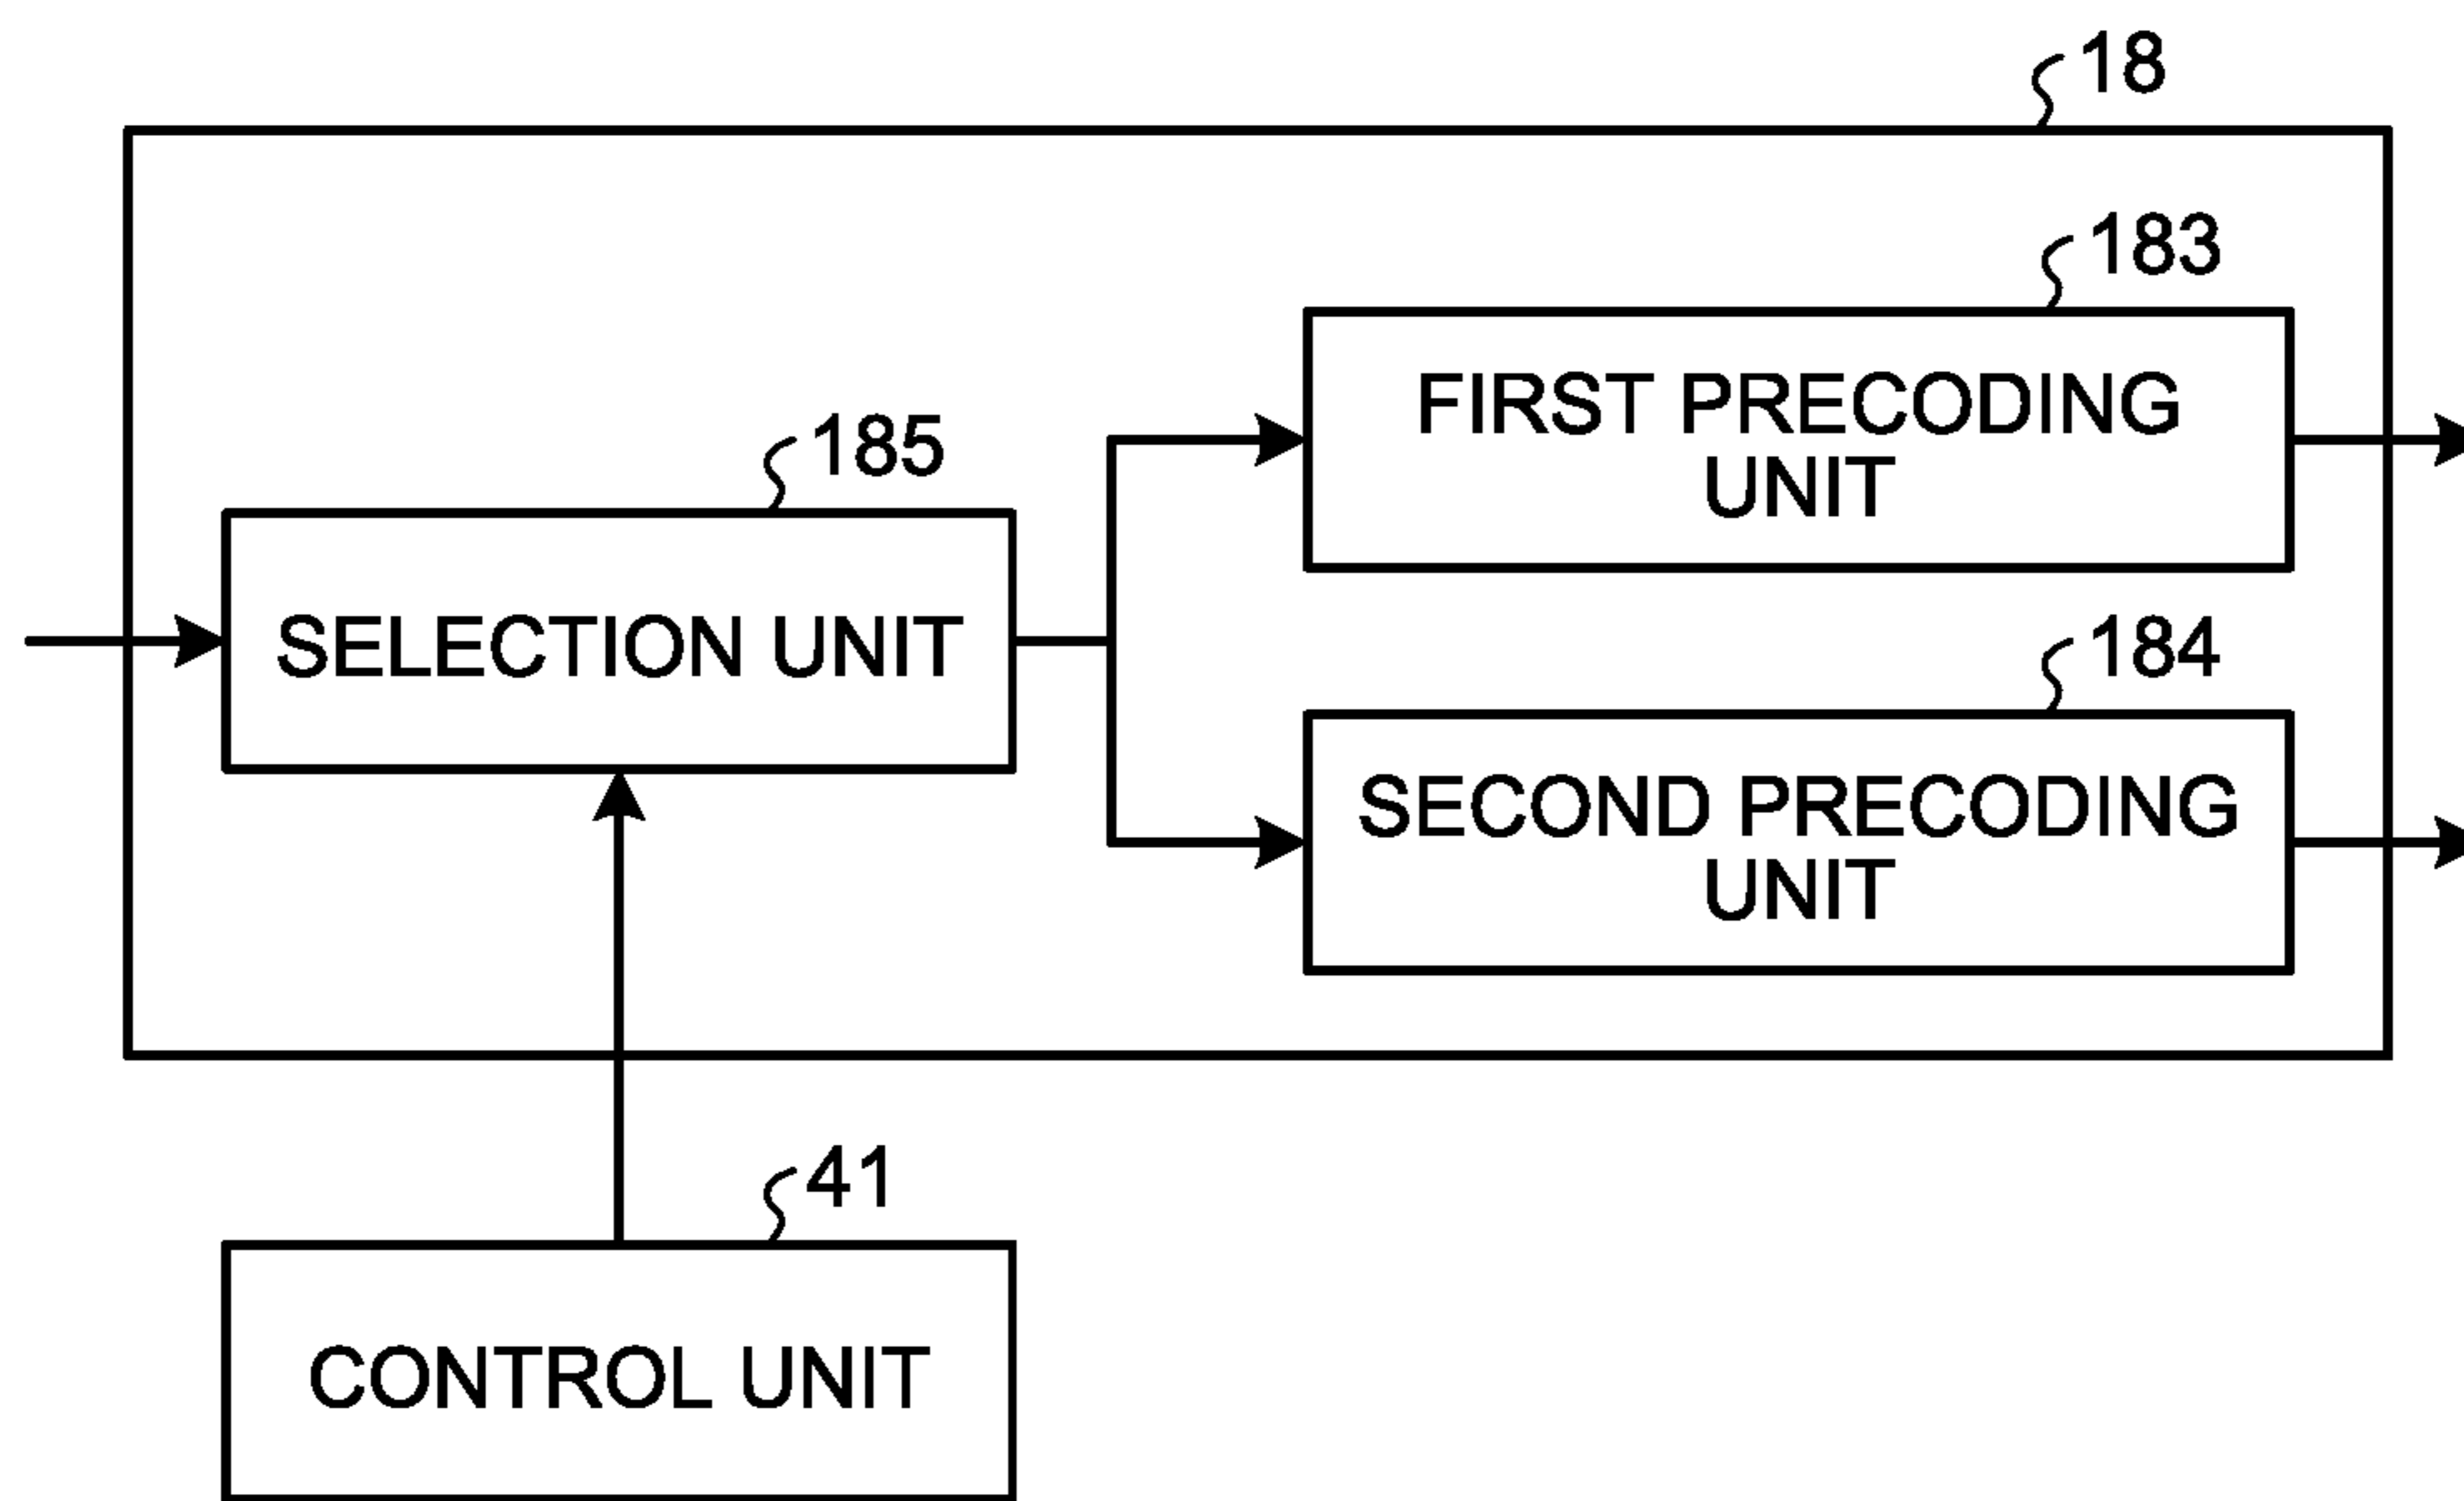 18
183
FIRST PRECODING
UNIT
185
SELECTION UNIT
184
SECOND PRECODING
UNIT
41
CONTROL UNIT